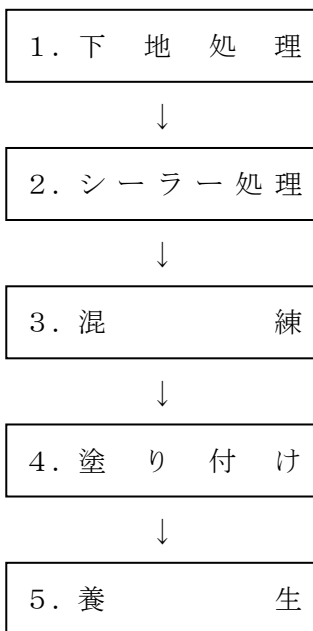 1．下地処理
↓
2．シーラー処理
↓
3．混練
↓
4．塗り付け
↓
5．養生